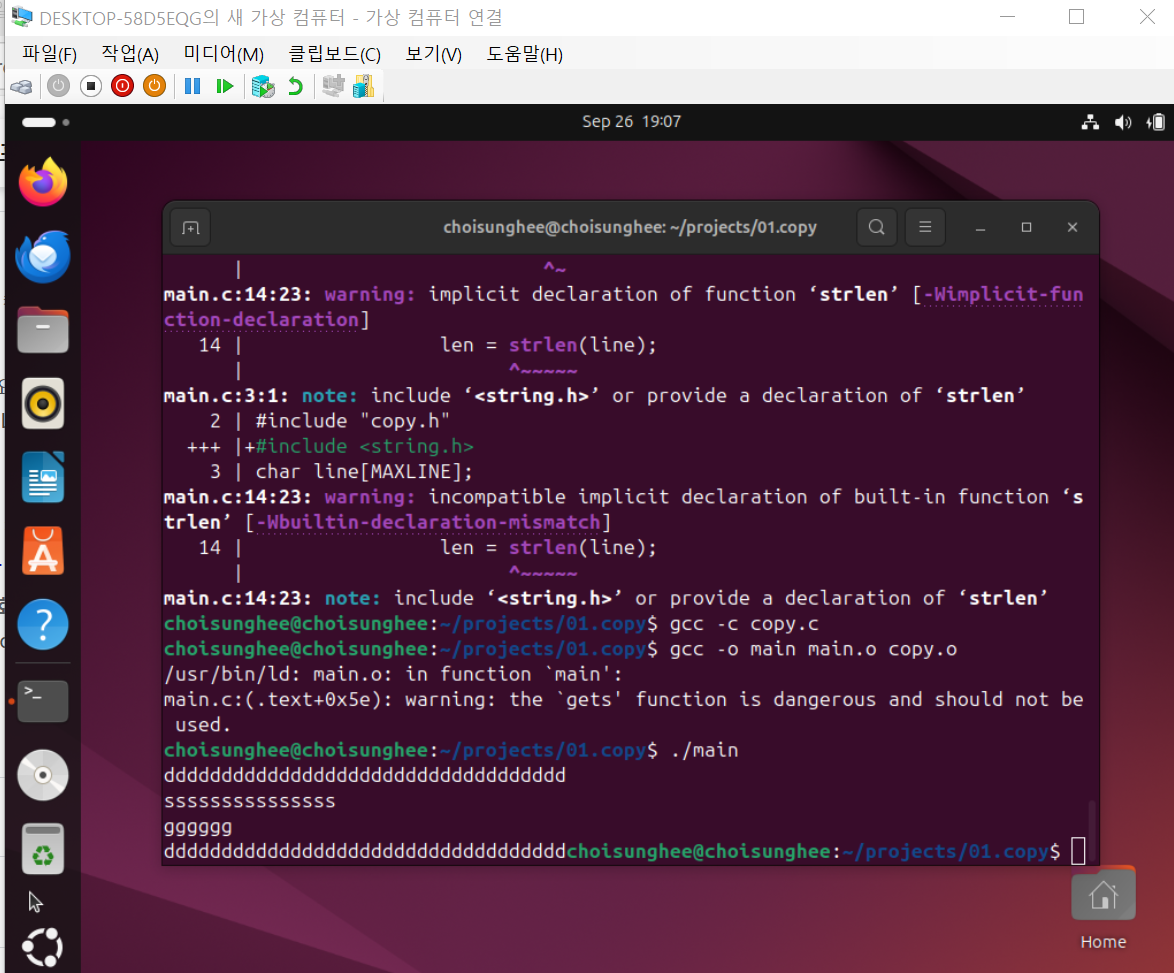 DESKTOP-58D5EQG의 새 가상 컴퓨터 - 가상 컴퓨터 연결
파일(F) 작업(A) 미디어(M) 클립보드(C) 보기(V) 도움말(H)
Sep 26 19:07
choisunghee@choisunghee: ~/projects/01.copy
| ^~
main.c:14:23: warning: implicit declaration of function ‘strlen’ [-Wimplicit-fun
ction-declaration]
14 | len = strlen(line);
| ^~~~~~
main.c:3:1: note: include ‘<string.h>’ or provide a declaration of ‘strlen’
2 | #include "copy.h"
+++ |+#include <string.h>
3 | char line[MAXLINE];
main.c:14:23: warning: incompatible implicit declaration of built-in function ‘s
trlen’ [-Wbuiltin-declaration-mismatch]
14 | len = strlen(line);
| ^~~~~~
main.c:14:23: note: include ‘<string.h>’ or provide a declaration of ‘strlen’
choisunghee@choisunghee:~/projects/01.copy$ gcc -c copy.c
choisunghee@choisunghee:~/projects/01.copy$ gcc -o main main.o copy.o
/usr/bin/ld: main.o: in function `main':
main.c:(.text+0x5e): warning: the `gets' function is dangerous and should not be
used.
choisunghee@choisunghee:~/projects/01.copy$ ./main
ddddddddddddddddddddddddddddddddddd
sssssssssssssss
gggggg
dddddddddddddddddddddddddddddddddddchoisunghee@choisunghee:~/projects/01.copy$
Home